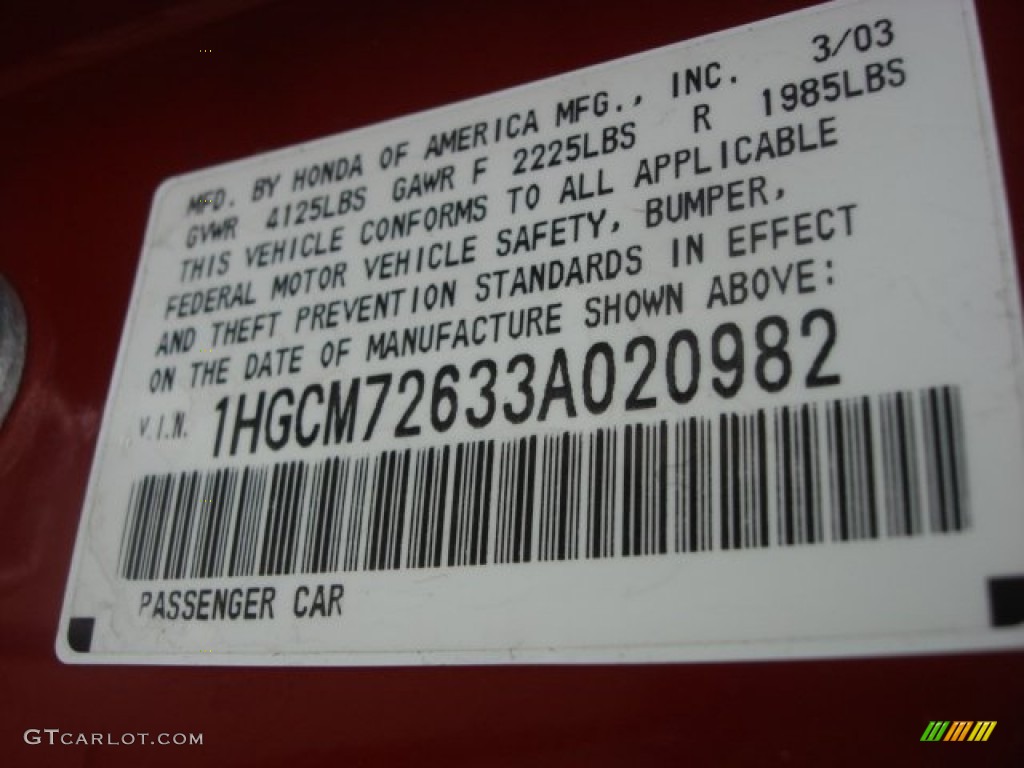 MFD. BY HONDA OF AMERICA MFG., INC. 3/03
GVWR 4125LBS GAWR F 2225LBS R 1985LBS
THIS VEHICLE CONFORMS TO ALL APPLICABLE
FEDERAL MOTOR VEHICLE SAFETY, BUMPER,
AND THEFT PREVENTION STANDARDS IN EFFECT
ON THE DATE OF MANUFACTURE SHOWN ABOVE:
V.I.N. 1HGCM72633A020982
PASSENGER CAR
GTCARLOT.COM